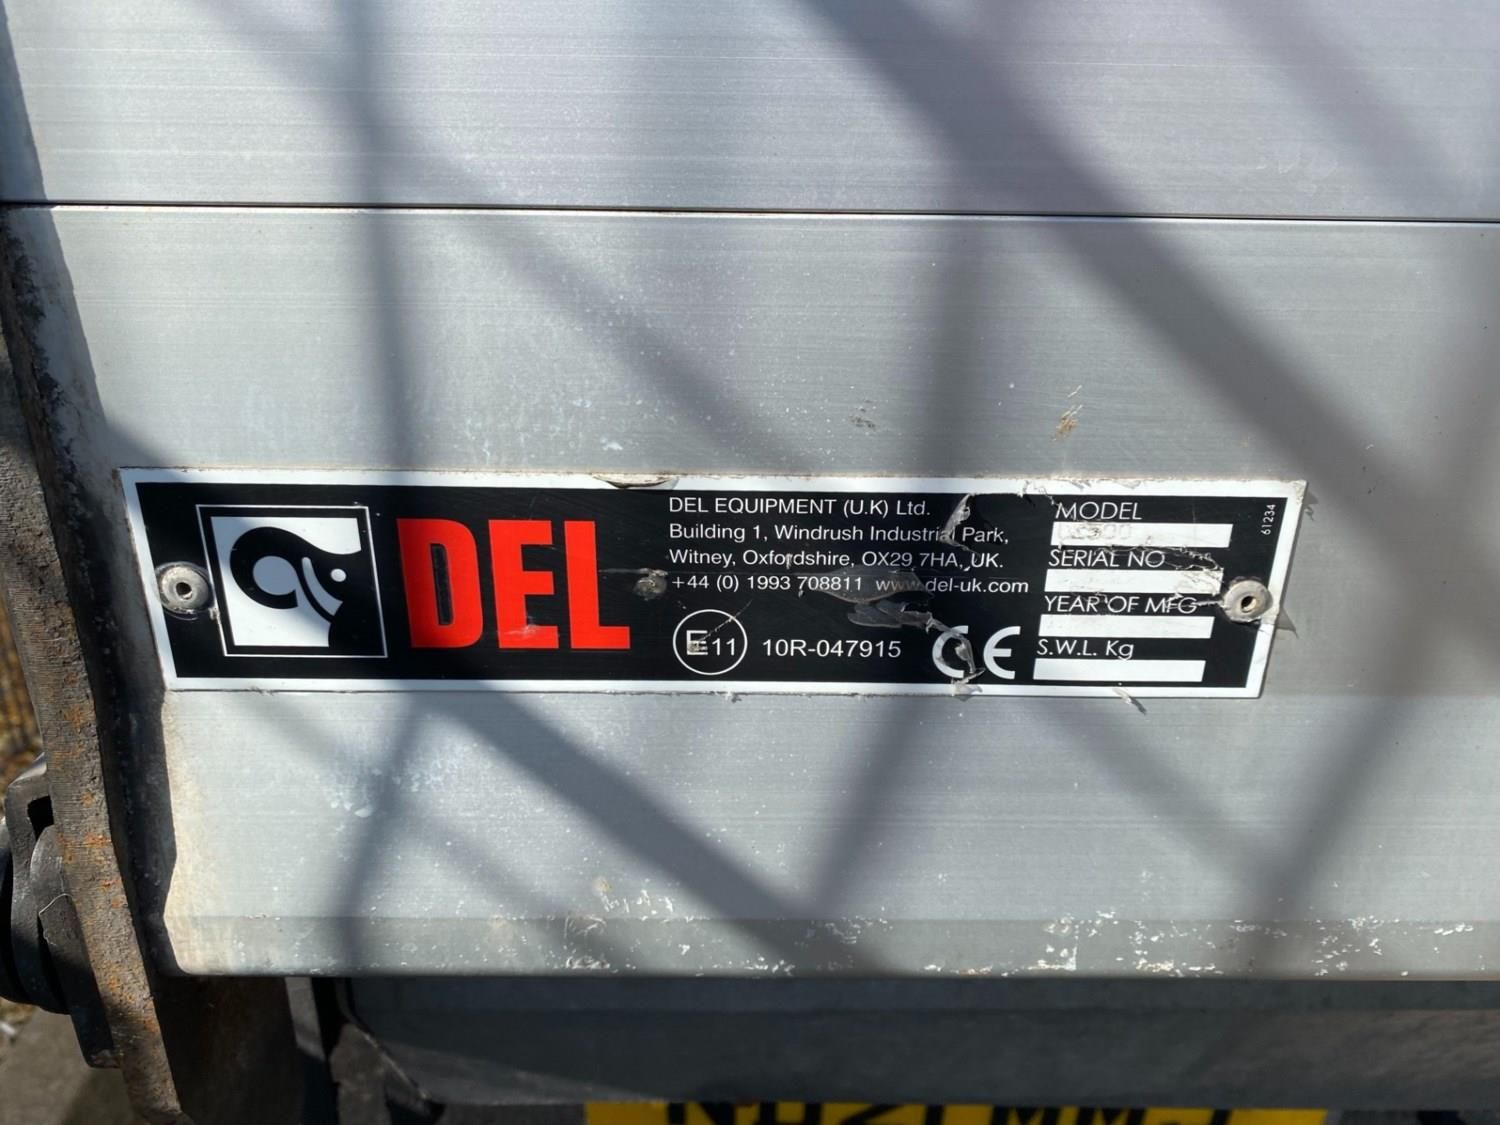 DEL
DEL EQUIPMENT (U.K) Ltd.
Building 1, Windrush Industrial Park,
Witney, Oxfordshire, OX29 7HA, UK.
+44 (0) 1993 708811 www.del-uk.com
E11 10R-047915 CE
MODEL
SERIAL NO
YEAR OF MFG
S.W.L. Kg
61234